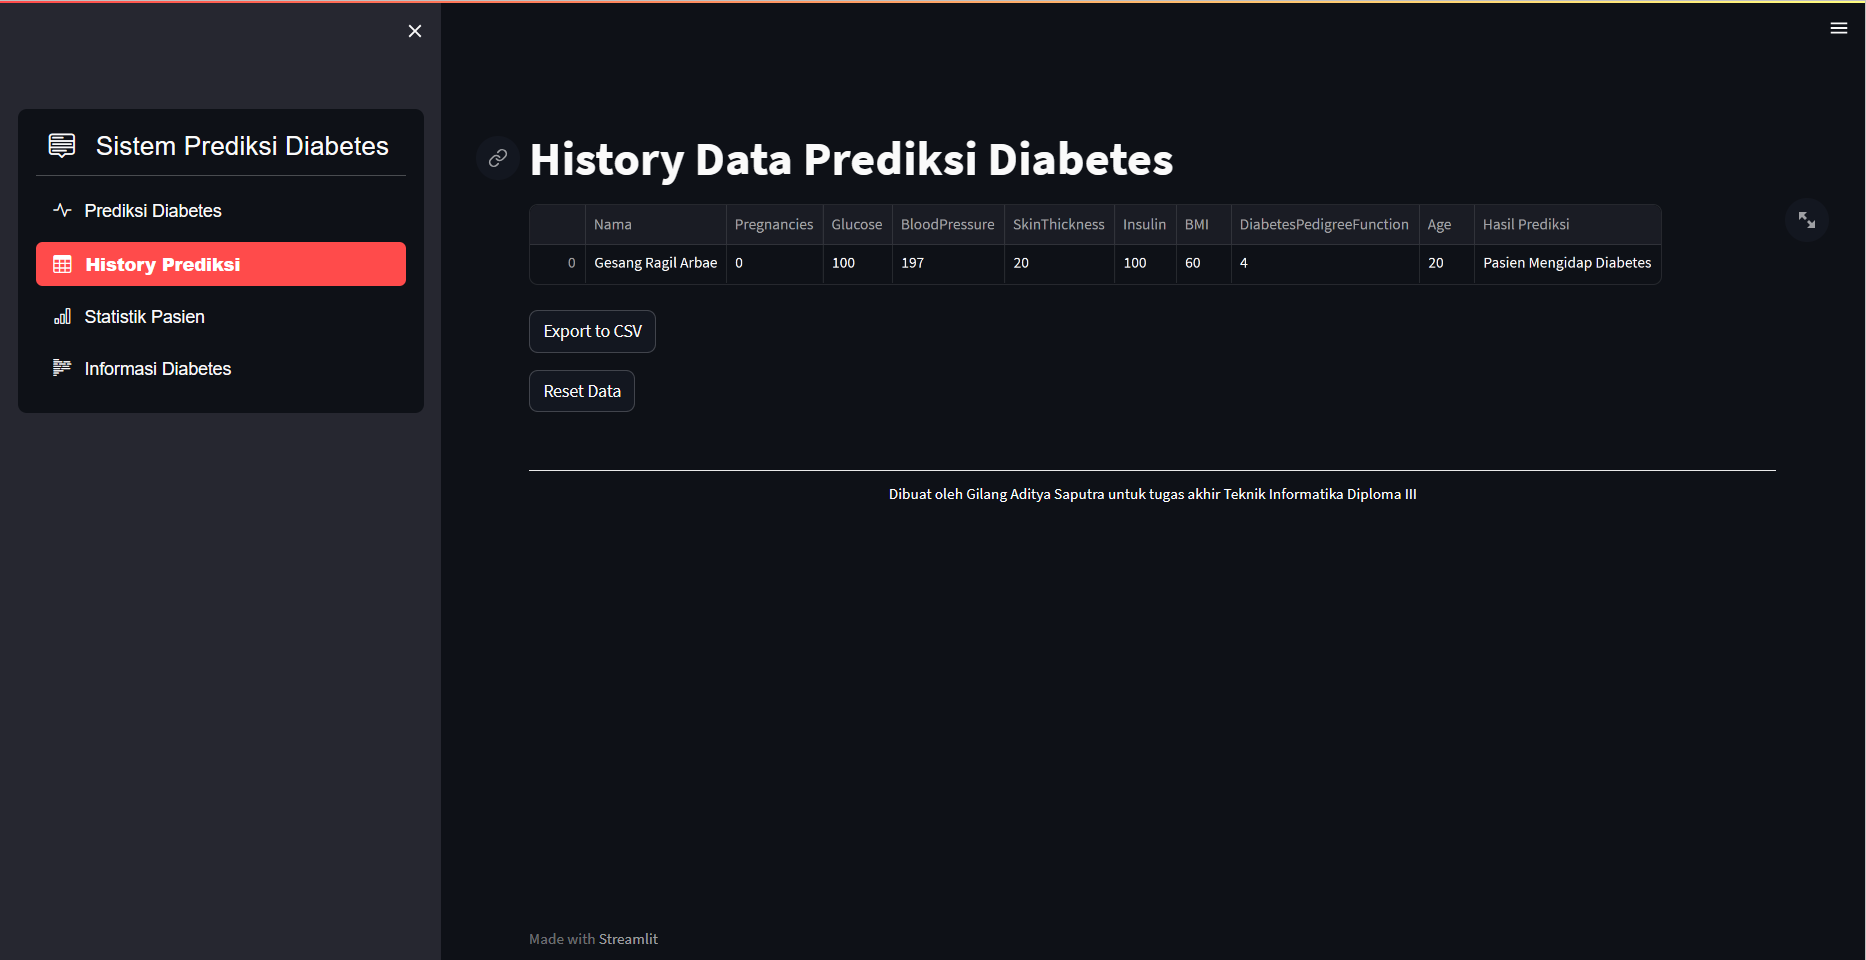 Sistem Prediksi Diabetes
Prediksi Diabetes
History Prediksi
Statistik Pasien
Informasi Diabetes
History Data Prediksi Diabetes
Nama Pregnancies Glucose BloodPressure SkinThickness Insulin BMI DiabetesPedigreeFunction Age Hasil Prediksi
0 Gesang Ragil Arbae 0 100 197 20 100 60 4 20 Pasien Mengidap Diabetes
Export to CSV
Reset Data
Dibuat oleh Gilang Aditya Saputra untuk tugas akhir Teknik Informatika Diploma III
Made with Streamlit